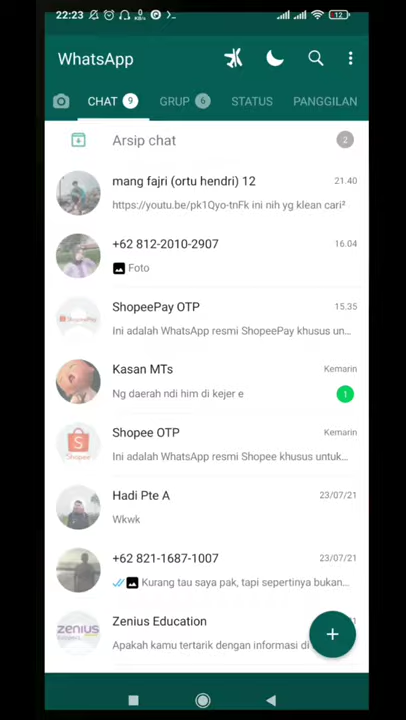 22:23
12
WhatsApp
CHAT 9 GRUP 6 STATUS PANGGILAN
Arsip chat 2
mang fajri (ortu hendri) 12 21.40
https://youtu.be/pk1Qyo-tnFk ini nih yg klean cari²
+62 812-2010-2907 16.04
Foto
ShopeePay OTP 15.35
Ini adalah WhatsApp resmi ShopeePay khusus un...
Kasan MTs Kemarin
Ng daerah ndi him di kejer e 1
Shopee OTP Kemarin
Ini adalah WhatsApp resmi Shopee khusus untuk...
Hadi Pte A 23/07/21
Wkwk
+62 821-1687-1007 23/07/21
Kurang tau saya pak, tapi sepertinya bukan...
Zenius Education
Apakah kamu tertarik dengan informasi di